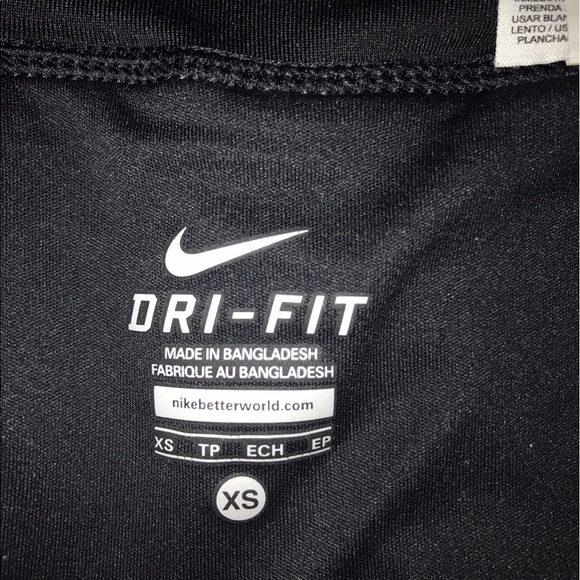 PRENDA
USAR BLAN
LENTO / US
PLANCHA
DRI-FIT
MADE IN BANGLADESH
FABRIQUE AU BANGLADESH
nikebetterworld.com
XS TP ECH EP
XS